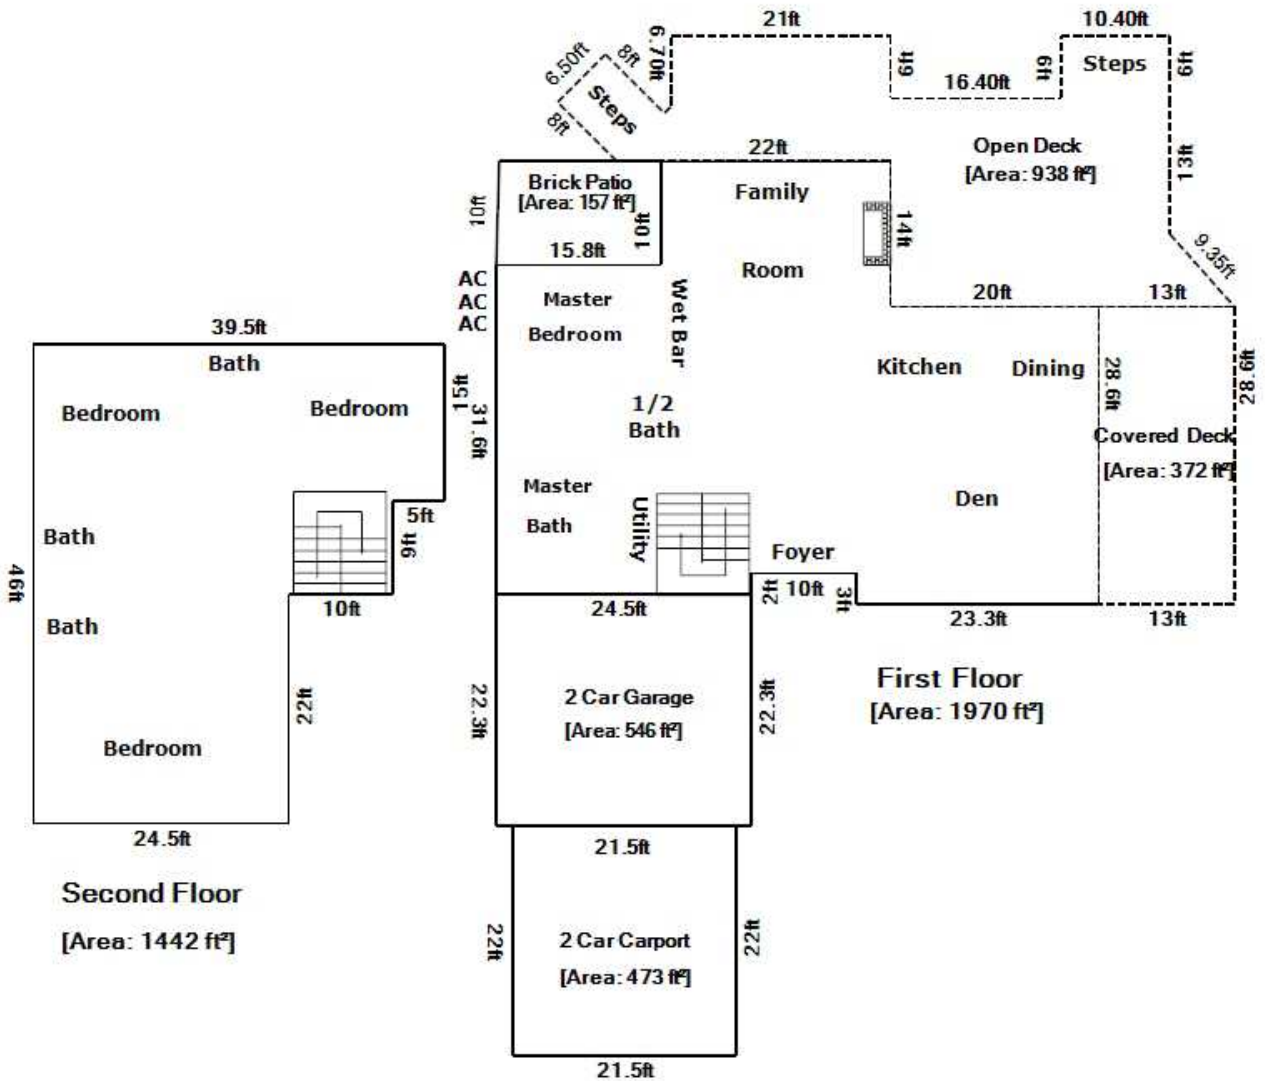 21ft
10.40ft
6.50ft
8ft
6.70ft
6ft
6ft
Steps
6ft
16.40ft
Steps
8ft
22ft
Open Deck
[Area: 938 ft²]
13ft
Brick Patio
[Area: 157 ft²]
10ft
10ft
15.8ft
Family
Room
14ft
9.35ft
AC
AC
AC
Master
Bedroom
Wet Bar
20ft
13ft
39.5ft
Bath
Bedroom
Bedroom
15ft
31.6ft
1/2
Bath
Kitchen
Dining
28.6ft
28.6ft
Covered Deck
[Area: 372 ft²]
Master
Bath
Utility
Den
5ft
9ft
Bath
Foyer
46ft
10ft
24.5ft
2ft
10ft
3ft
23.3ft
13ft
Bath
First Floor
[Area: 1970 ft²]
22ft
22.3ft
2 Car Garage
[Area: 546 ft²]
22.3ft
Bedroom
24.5ft
21.5ft
Second Floor
[Area: 1442 ft²]
22ft
2 Car Carport
[Area: 473 ft²]
22ft
21.5ft